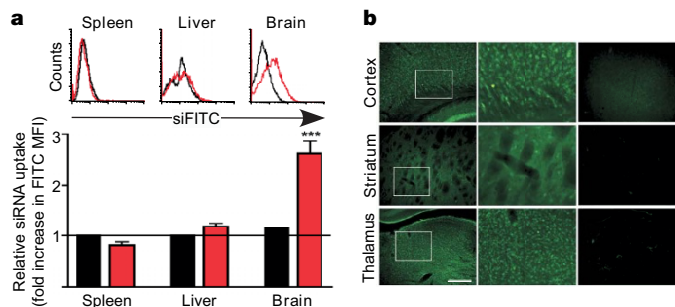 a
Spleen Liver Brain
Counts
siFITC
Relative siRNA uptake
(fold increase in FITC MFI)
3
2
1
1
***
Spleen Liver Brain
b
Cortex
Striatum
Thalamus